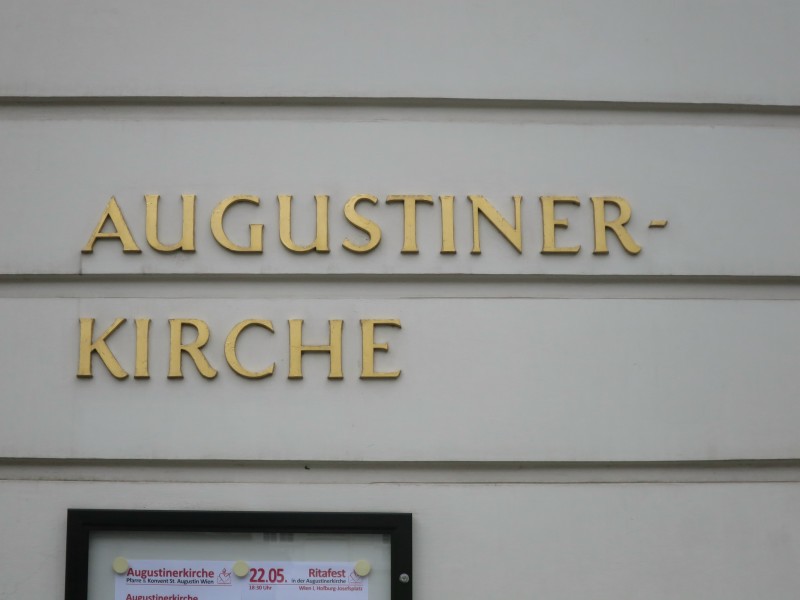 AUGUSTINER-
KIRCHE
Augustinerkirche
Pfarre & Konvent St. Augustin Wien
22.05.
Ritafest
18:30 Uhr
in der Augustinerkirche
Wien I. Hofburg-Josefsplatz
Augustinerkirche